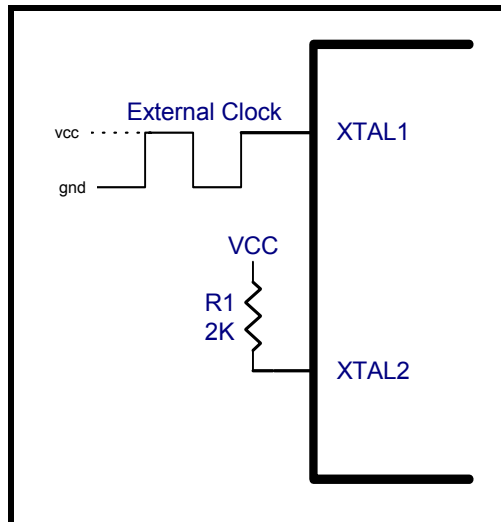 External Clock
vcc
XTAL1
gnd
VCC
R1
2K
XTAL2